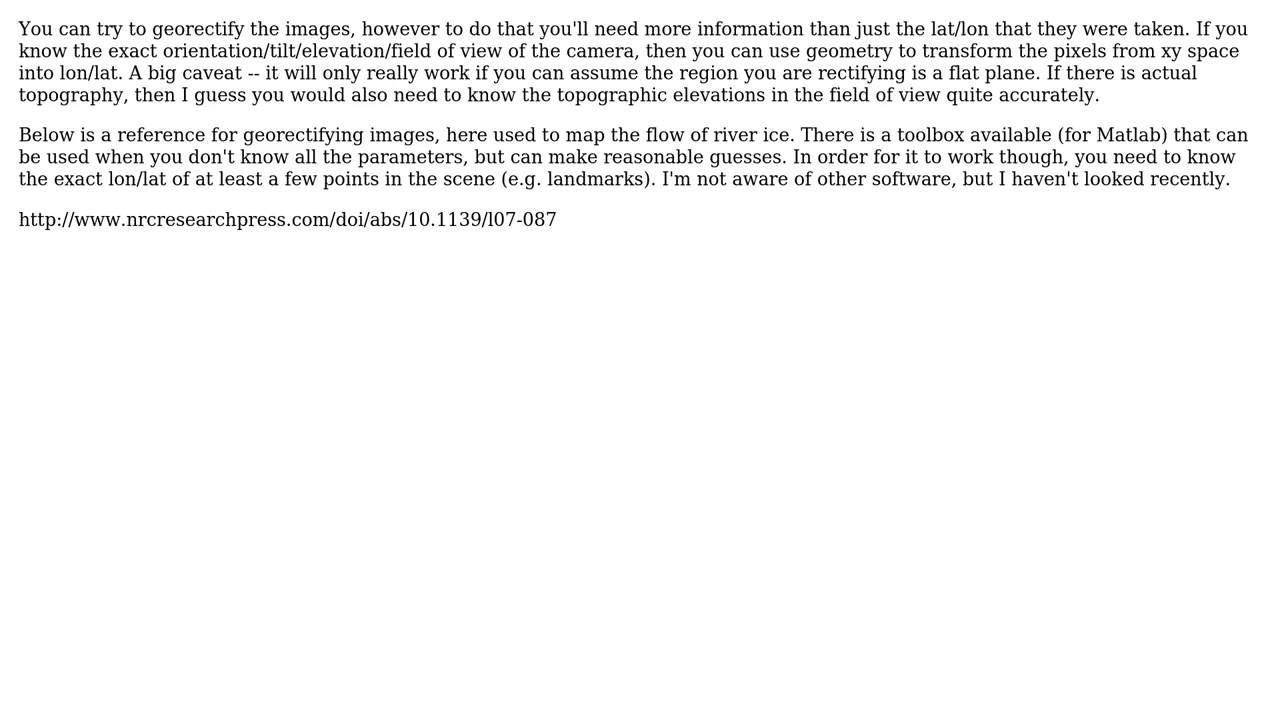 You can try to georectify the images, however to do that you'll need more information than just the lat/lon that they were taken. If you
know the exact orientation/tilt/elevation/field of view of the camera, then you can use geometry to transform the pixels from xy space
into lon/lat. A big caveat -- it will only really work if you can assume the region you are rectifying is a flat plane. If there is actual
topography, then I guess you would also need to know the topographic elevations in the field of view quite accurately.
Below is a reference for georectifying images, here used to map the flow of river ice. There is a toolbox available (for Matlab) that can
be used when you don't know all the parameters, but can make reasonable guesses. In order for it to work though, you need to know
the exact lon/lat of at least a few points in the scene (e.g. landmarks). I'm not aware of other software, but I haven't looked recently.
http://www.nrcresearchpress.com/doi/abs/10.1139/l07-087